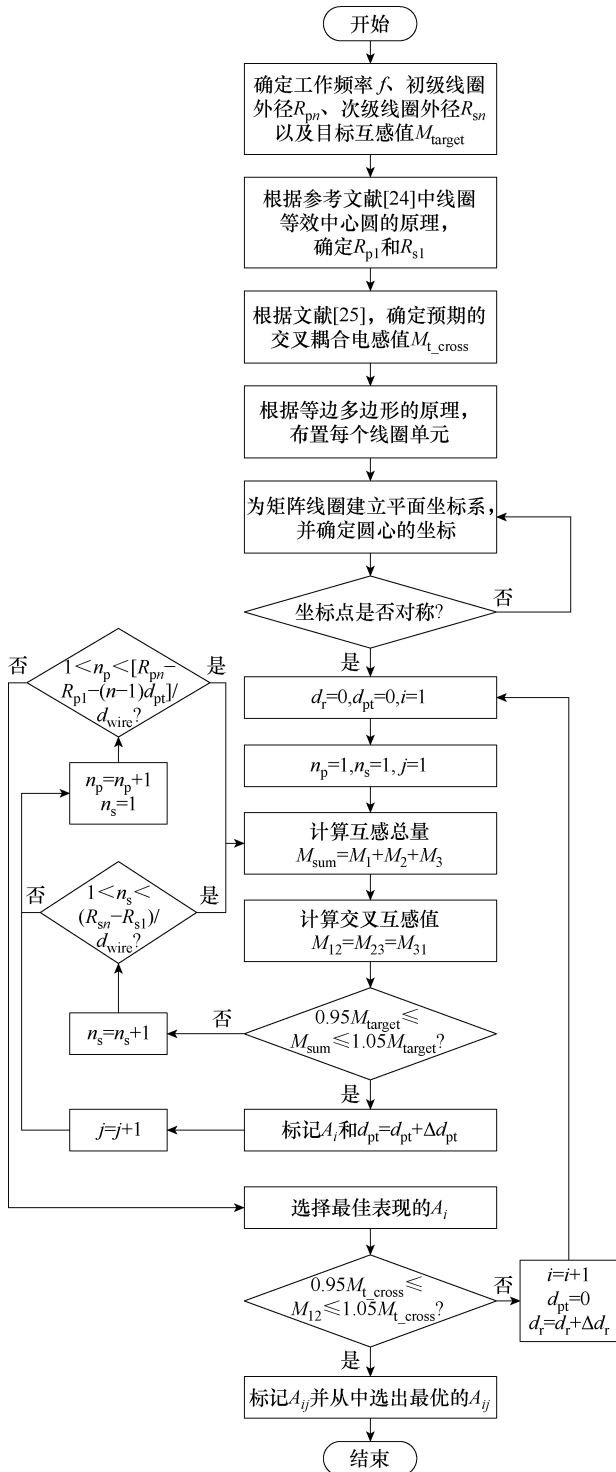 开始
确定工作频率 f、初级线圈
外径Rpn、次级线圈外径Rsn
以及目标互感值Mtarget
根据参考文献[24]中线圈
等效中心圆的原理，
确定Rp1和Rs1
根据文献[25]，确定预期的
交叉耦合电感值Mt_cross
根据等边多边形的原理，
布置每个线圈单元
为矩阵线圈建立平面坐标系，
并确定圆心的坐标
坐标点是否对称?
否
是
dr=0,dpt=0,i=1
np=1,ns=1, j=1
计算互感总量
Msum=M1+M2+M3
计算交叉互感值
M12=M23=M31
0.95Mtarget≤
Msum≤1.05Mtarget?
否
是
ns=ns+1
1＜ns＜
(Rsn−Rs1)/
dwire?
否
是
np=np+1
ns=1
1＜np＜[Rpn−
Rp1−(n−1)dpt]/
dwire?
否
是
标记Ai和dpt=dpt+Δdpt
j=j+1
选择最佳表现的Ai
0.95Mt_cross≤
M12≤1.05Mt_cross?
否
是
i=i+1
dpt=0
dr=dr+Δdr
标记Aij并从中选出最优的Aij
结束